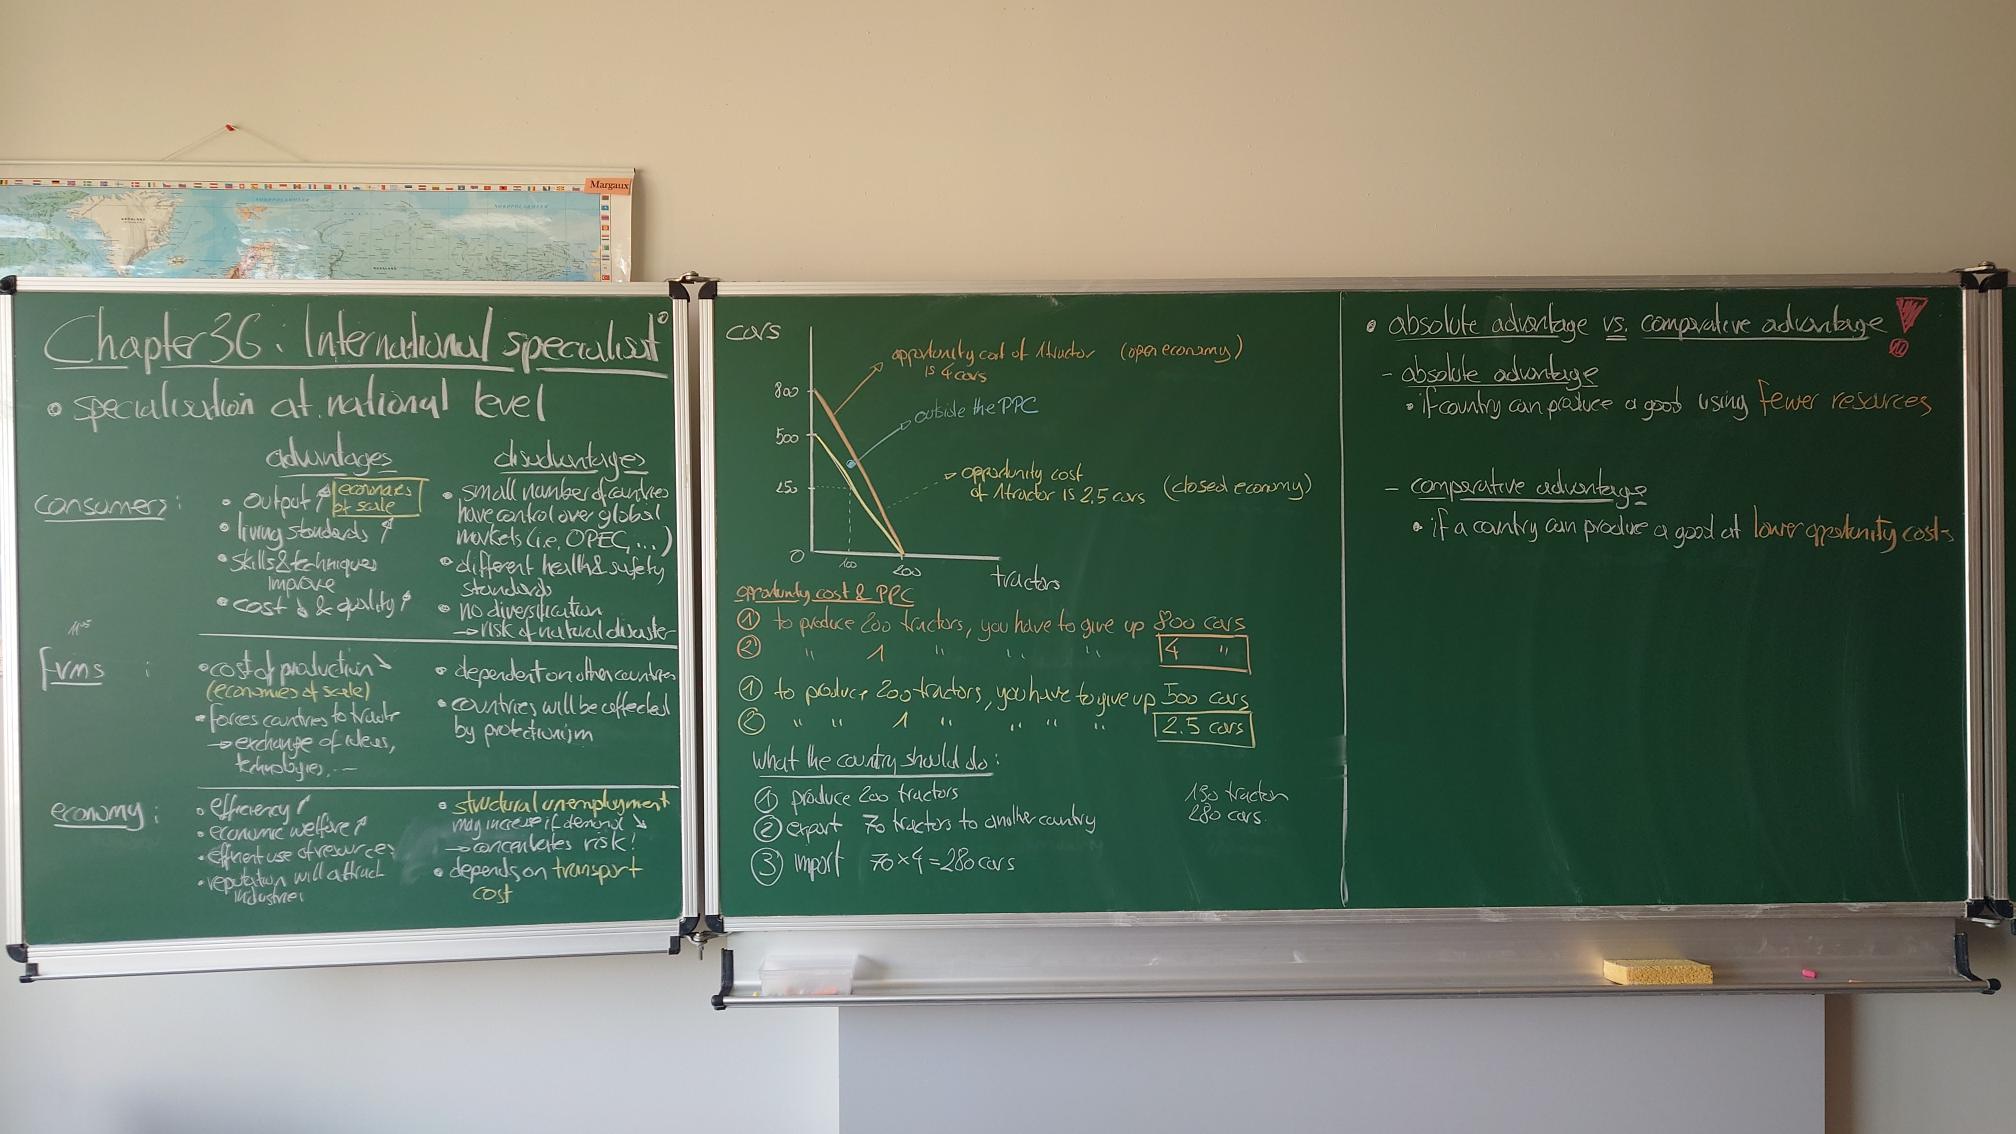 Margaux
Chapter 36: International specialisat°
• specialisation at national level
advantages
disadvantages
consumers:
• output ↑ economies of scale
• living standards ↑
• skills & techniques
improve
• cost ↓ & quality ↑
• small number of countries
have control over global
markets (i.e. OPEC, ...)
• different health & safety
standards
• no diversification
→ risk of natural disaster
firms :
• cost of production ↘
(economies of scale)
• forces countries to trade
→ exchange of ideas,
technologies, ...
• dependent on other countries
• countries will be affected
by protectionism
economy:
• efficiency ↑
• economic welfare ↑
• efficient use of resources
• reputation will attract
industries
• structural unemployment
may increase if demand ↘
→ concentrates risk!
• depends on transport
cost
cars
800
500
250
0
100
200
tractors
opportunity cost of 1 tractor (open economy)
is 4 cars
outside the PPC
opportunity cost
of 1 tractor is 2,5 cars (closed economy)
opportunity cost & PPC
① to produce 200 tractors, you have to give up 800 cars
② " 1 " " " 4 "
① to produce 200 tractors, you have to give up 500 cars
② " " 1 " " " " 2.5 cars
What the country should do:
① produce 200 tractors
② export 70 tractors to another country
③ import 70 × 4 = 280 cars
130 tractors
280 cars
• absolute advantage vs. comparative advantage !
- absolute advantage
• if country can produce a good using fewer resources
- comparative advantage
• if a country can produce a good at lower opportunity costs